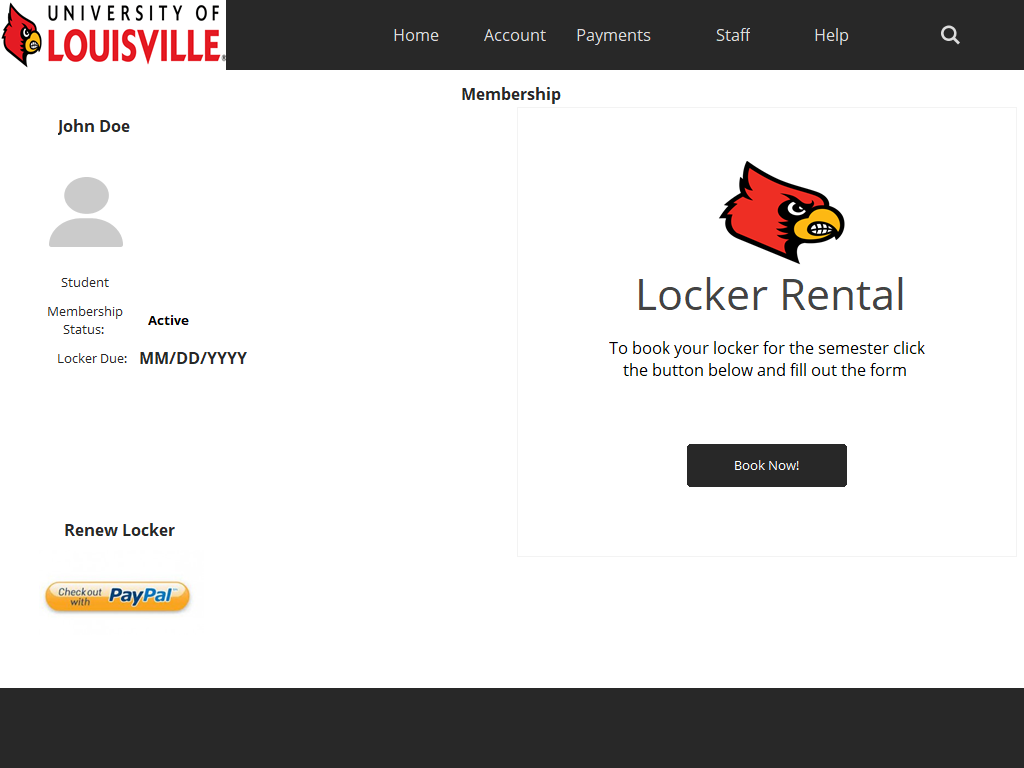 UNIVERSITY OF
LOUISVILLE®
Home Account Payments Staff Help
Membership
John Doe
Student
Membership
Status:
Active
Locker Due: MM/DD/YYYY
Locker Rental
To book your locker for the semester click
the button below and fill out the form
Book Now!
Renew Locker
Checkout
with
PayPal™